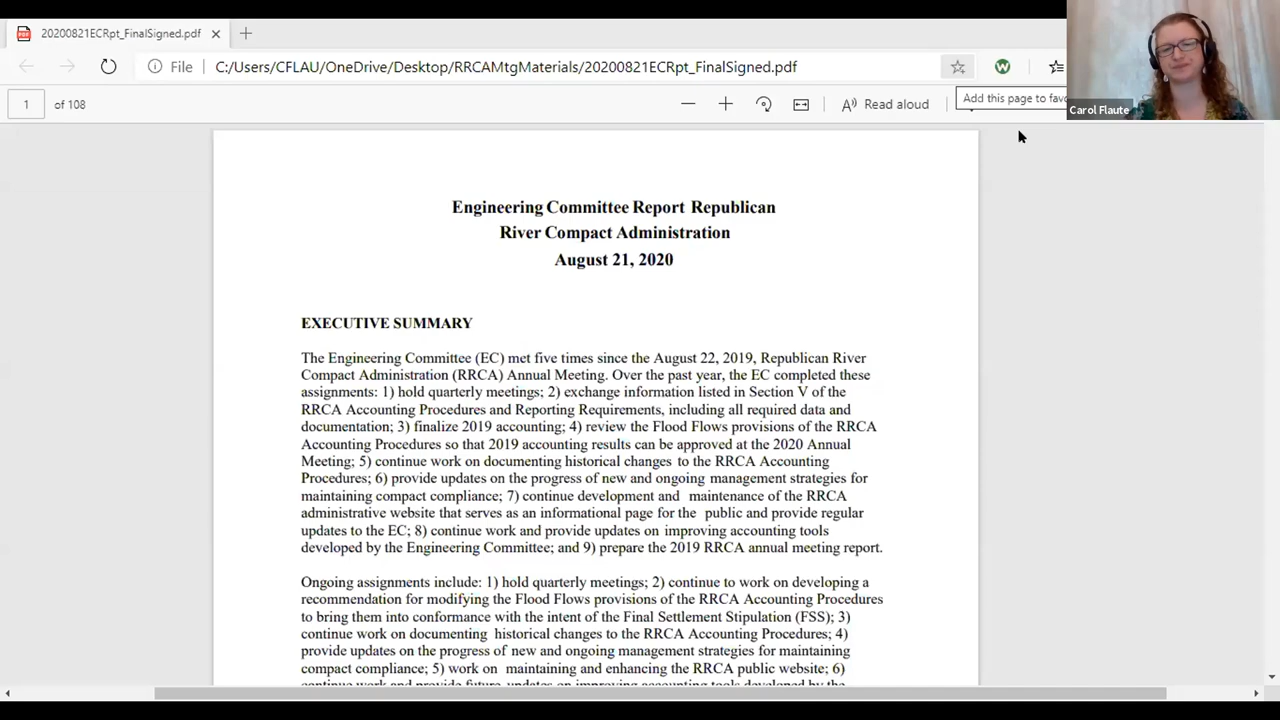 20200821ECRpt_FinalSigned.pdf
File C:/Users/CFLAU/OneDrive/Desktop/RRCAMtgMaterials/20200821ECRpt_FinalSigned.pdf
1 of 108
Read aloud
Add this page to favo
Carol Flaute
Engineering Committee Report Republican
River Compact Administration
August 21, 2020
EXECUTIVE SUMMARY
The Engineering Committee (EC) met five times since the August 22, 2019, Republican River
Compact Administration (RRCA) Annual Meeting. Over the past year, the EC completed these
assignments: 1) hold quarterly meetings; 2) exchange information listed in Section V of the
RRCA Accounting Procedures and Reporting Requirements, including all required data and
documentation; 3) finalize 2019 accounting; 4) review the Flood Flows provisions of the RRCA
Accounting Procedures so that 2019 accounting results can be approved at the 2020 Annual
Meeting; 5) continue work on documenting historical changes to the RRCA Accounting
Procedures; 6) provide updates on the progress of new and ongoing management strategies for
maintaining compact compliance; 7) continue development and maintenance of the RRCA
administrative website that serves as an informational page for the public and provide regular
updates to the EC; 8) continue work and provide updates on improving accounting tools
developed by the Engineering Committee; and 9) prepare the 2019 RRCA annual meeting report.
Ongoing assignments include: 1) hold quarterly meetings; 2) continue to work on developing a
recommendation for modifying the Flood Flows provisions of the RRCA Accounting Procedures
to bring them into conformance with the intent of the Final Settlement Stipulation (FSS); 3)
continue work on documenting historical changes to the RRCA Accounting Procedures; 4)
provide updates on the progress of new and ongoing management strategies for maintaining
compact compliance; 5) work on maintaining and enhancing the RRCA public website; 6)
continue work and provide future updates on improving accounting tools developed by the